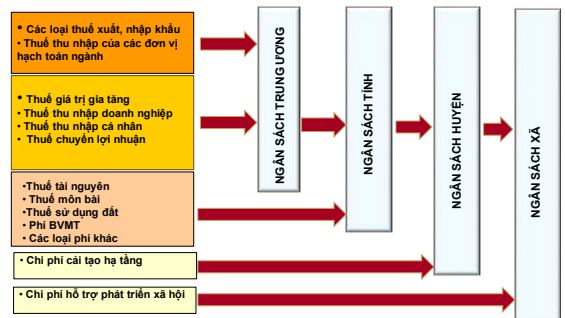 • Các loại thuế xuất, nhập khẩu
• Thuế thu nhập của các đơn vị
hạch toán ngành
• Thuế giá trị gia tăng
• Thuế thu nhập doanh nghiệp
• Thuế thu nhập cá nhân
• Thuế chuyển lợi nhuận
•Thuế tài nguyên
• Thuế môn bài
•Thuế sử dụng đất
• Phí BVMT
• Các loại phí khác
• Chi phí cải tạo hạ tầng
• Chi phí hỗ trợ phát triển xã hội
NGÂN SÁCH TRUNG ƯƠNG
NGÂN SÁCH TỈNH
NGÂN SÁCH HUYỆN
NGÂN SÁCH XÃ